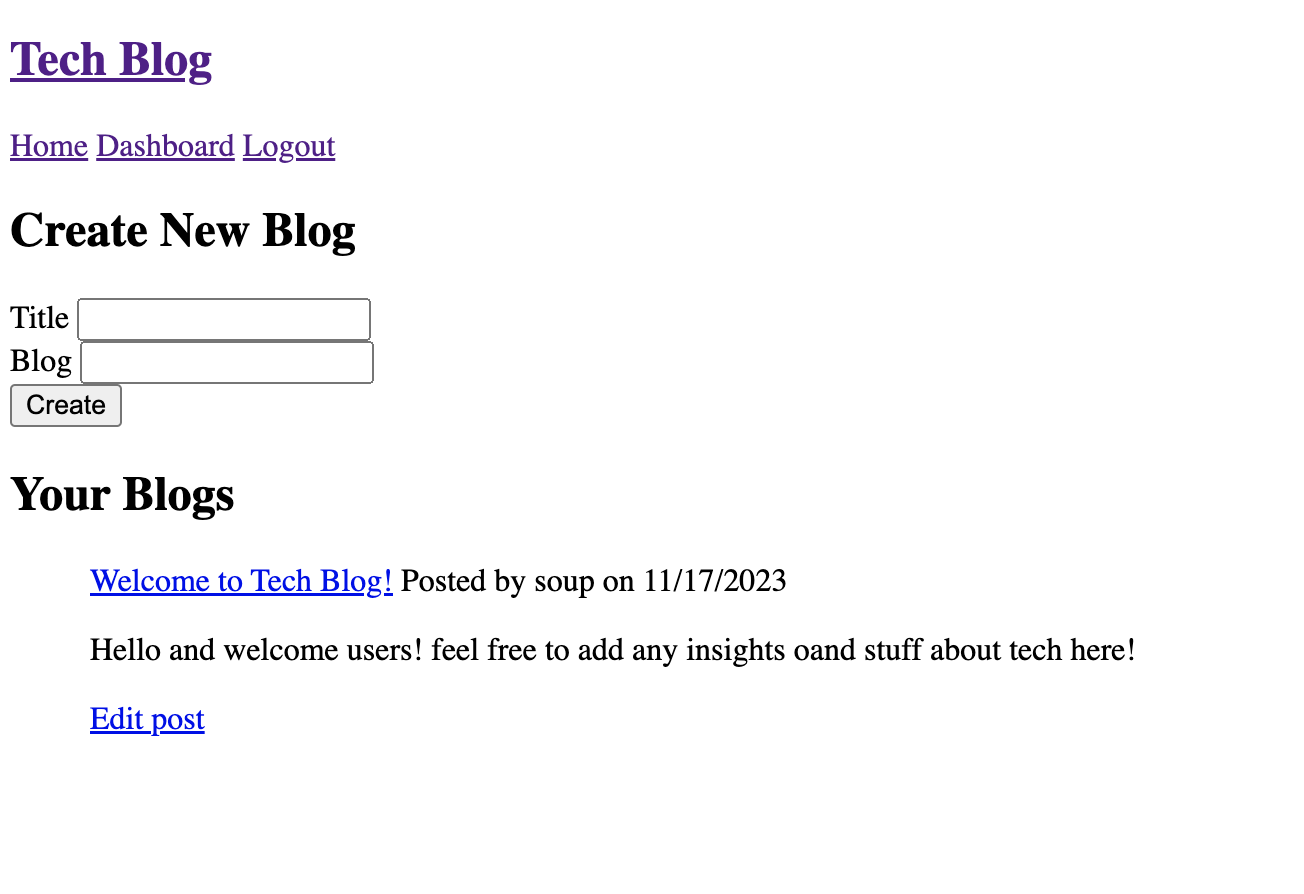 Tech Blog
Home Dashboard Logout
Create New Blog
Title
Blog
Create
Your Blogs
Welcome to Tech Blog! Posted by soup on 11/17/2023
Hello and welcome users! feel free to add any insights oand stuff about tech here!
Edit post